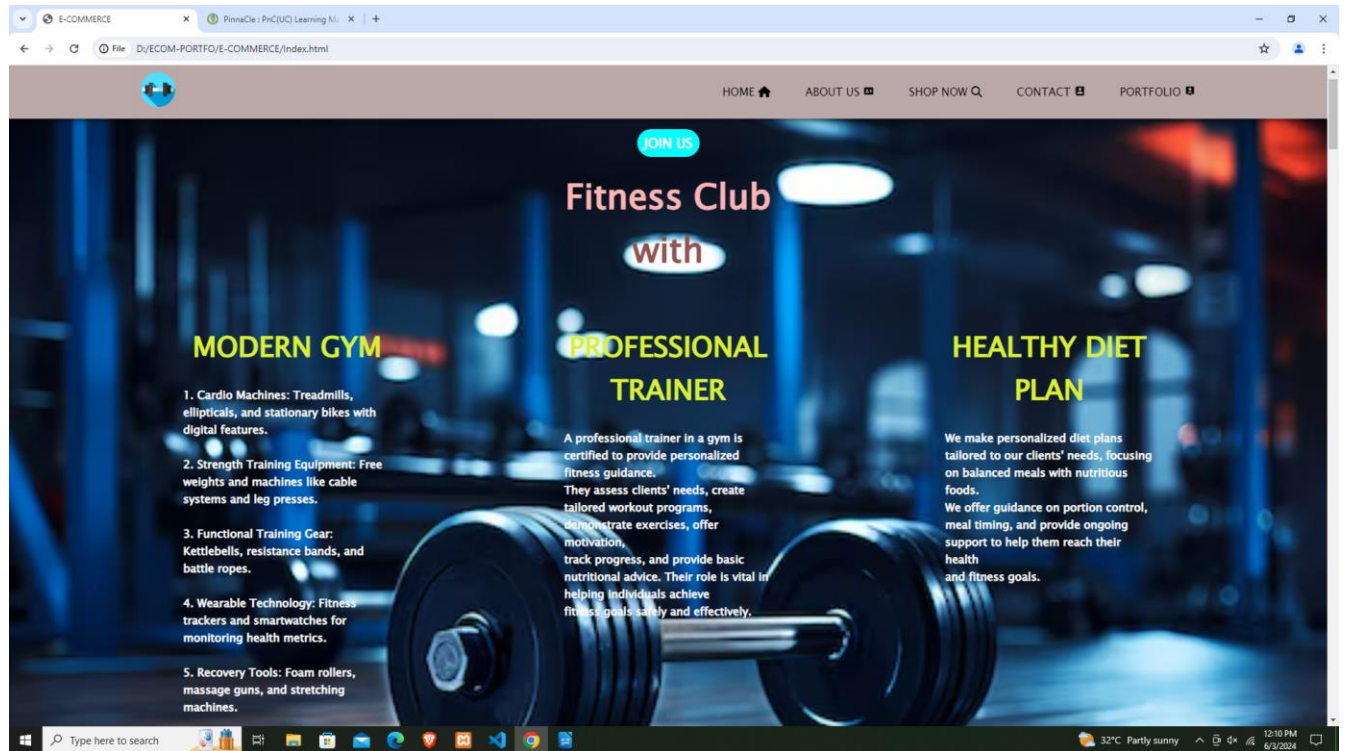 E-COMMERCE
PinnaCle : PnC(UC) Learning Ma
File
D:/ECOM-PORTFO/E-COMMERCE/Index.html
HOME
ABOUT US
SHOP NOW
CONTACT
PORTFOLIO
JOIN US
Fitness Club
with
MODERN GYM
1. Cardio Machines: Treadmills,
ellipticals, and stationary bikes with
digital features.
2. Strength Training Equipment: Free
weights and machines like cable
systems and leg presses.
3. Functional Training Gear:
Kettlebells, resistance bands, and
battle ropes.
4. Wearable Technology: Fitness
trackers and smartwatches for
monitoring health metrics.
5. Recovery Tools: Foam rollers,
massage guns, and stretching
machines.
PROFESSIONAL
TRAINER
A professional trainer in a gym is
certified to provide personalized
fitness guidance.
They assess clients' needs, create
tailored workout programs,
demonstrate exercises, offer
motivation,
track progress, and provide basic
nutritional advice. Their role is vital in
helping individuals achieve
fitness goals safely and effectively.
HEALTHY DIET
PLAN
We make personalized diet plans
tailored to our clients' needs, focusing
on balanced meals with nutritious
foods.
We offer guidance on portion control,
meal timing, and provide ongoing
support to help them reach their
health
and fitness goals.
Type here to search
32°C Partly sunny
12:10 PM
6/3/2024